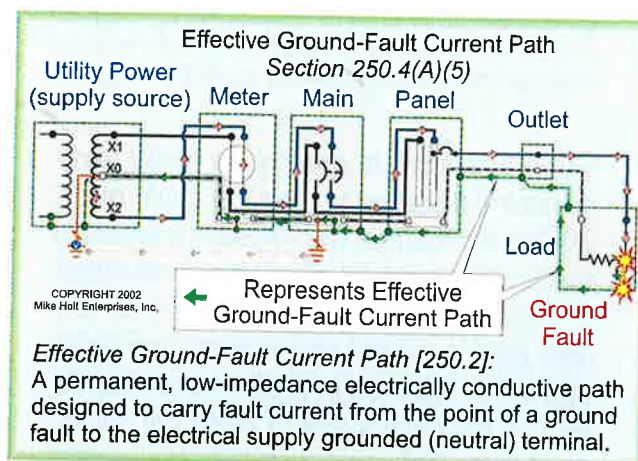 Effective Ground-Fault Current Path
Section 250.4(A)(5)
Utility Power
(supply source)
Meter
Main
Panel
Outlet
X1
X0
X2
Load
COPYRIGHT 2002
Mike Holt Enterprises, Inc.
Represents Effective
Ground-Fault Current Path
Ground
Fault
Effective Ground-Fault Current Path [250.2]:
A permanent, low-impedance electrically conductive path
designed to carry fault current from the point of a ground
fault to the electrical supply grounded (neutral) terminal.